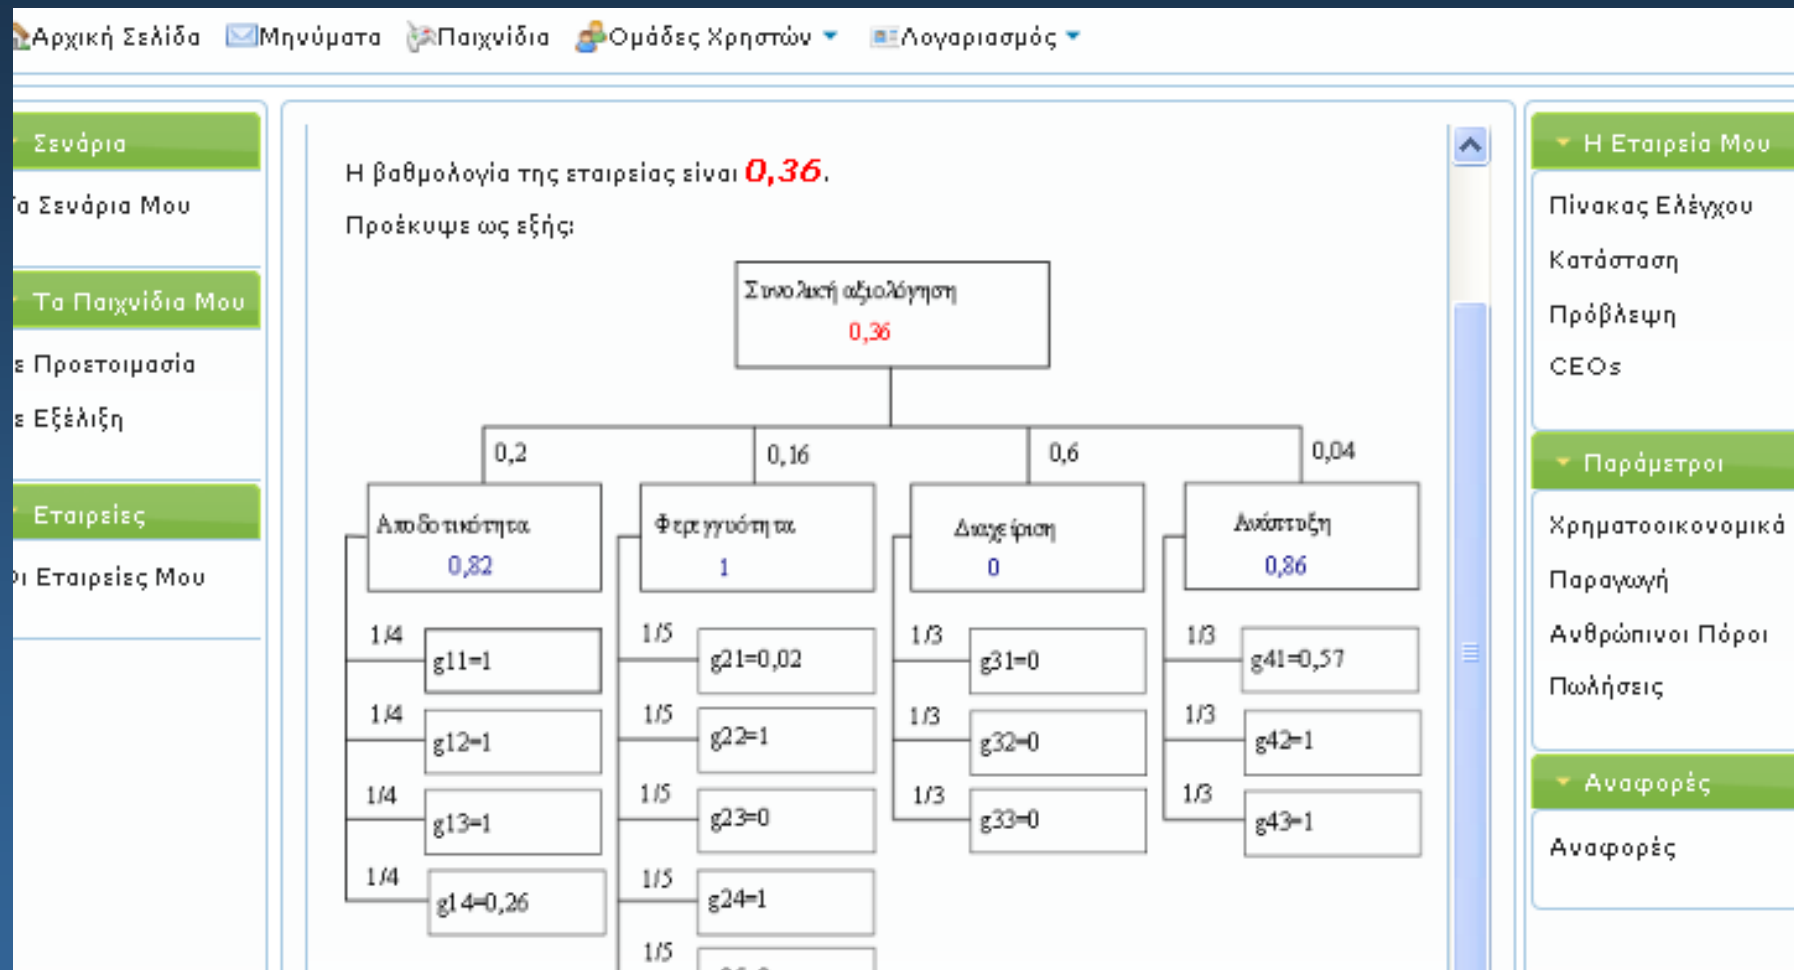 Αρχική Σελίδα Μηνύματα Παιχνίδια Ομάδες Χρηστών Λογαριασμός
Σενάρια
Τα Σενάρια Μου
Τα Παιχνίδια Μου
ε Προετοιμασία
ε Εξέλιξη
Εταιρείες
οι Εταιρείες Μου
Η βαθμολογία της εταιρείας είναι 0,36.
Προέκυψε ως εξής:
Συνολική αξιολόγηση
0,36
0,2 0,16 0,6 0,04
Αποδοτικότητα Φερεγγυότητα Διαχείριση Ανάπτυξη
0,82 1 0 0,86
1/4 1/5 1/3 1/3
g11=1 g21=0,02 g31=0 g41=0,57
1/4 1/5 1/3 1/3
g12=1 g22=1 g32=0 g42=1
1/4 1/5 1/3 1/3
g13=1 g23=0 g33=0 g43=1
1/4 1/5
g14=0,26 g24=1
1/5
Η Εταιρεία Μου
Πίνακας Ελέγχου
Κατάσταση
Πρόβλεψη
CEOs
Παράμετροι
Χρηματοοικονομικά
Παραγωγή
Ανθρώπινοι Πόροι
Πωλήσεις
Αναφορές
Αναφορές